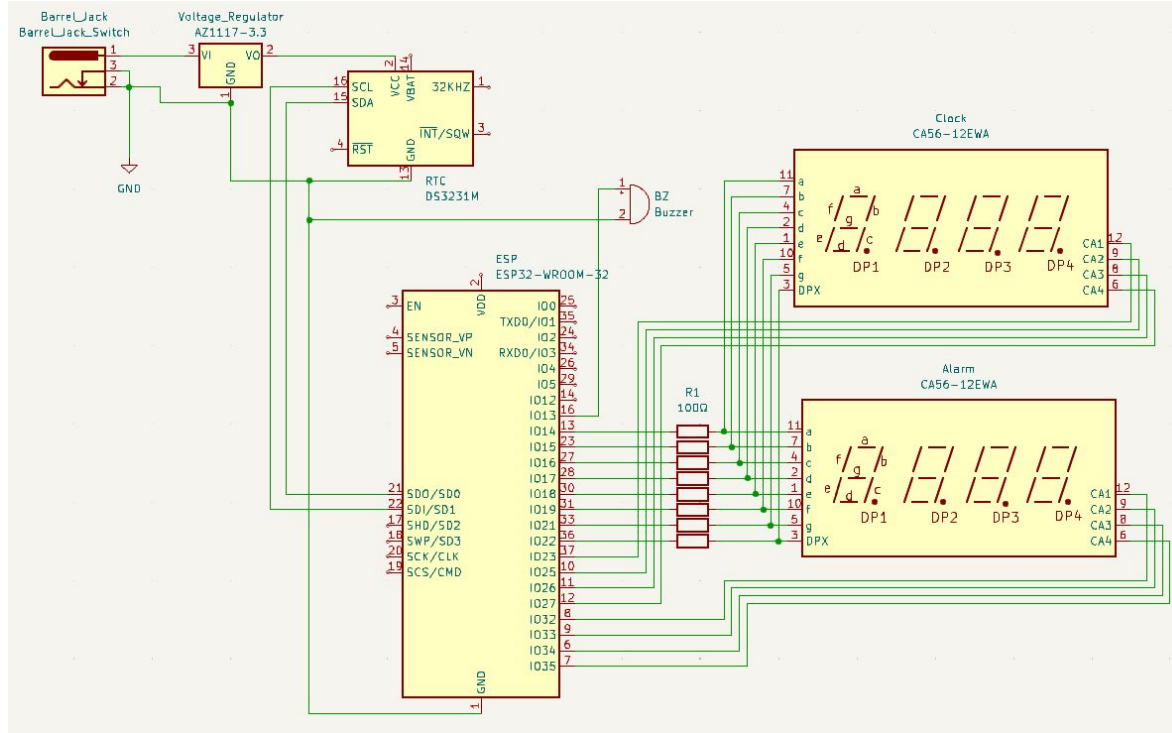 Barrel_Jack
Barrel_Jack_Switch
1
3
2
GND
Voltage_Regulator
AZ1117-3.3
3 VI VO 2
GND
1
2 14
VCC VBAT
16 SCL 32KHZ 1
15 SDA
INT/SQW 3
4 RST
GND
13
RTC
DS3231M
1
2
BZ
Buzzer
Clock
CA56-12EWA
11 a
7 b
4 c
2 d
1 e
10 f
5 g
3 DPX
a
f b
g
e c
d
DP1 DP2 DP3 DP4
CA1 12
CA2 9
CA3 8
CA4 6
ESP
ESP32-WROOM-32
2
VDD
3 EN
4 SENSOR_VP
5 SENSOR_VN
21 SDO/SD0
22 SDI/SD1
17 SHD/SD2
18 SWP/SD3
20 SCK/CLK
19 SCS/CMD
IO0 25
TXD0/IO1 35
IO2 24
RXD0/IO3 34
IO4 26
IO5 29
IO12 14
IO13 16
IO14 13
IO15 23
IO16 27
IO17 28
IO18 30
IO19 31
IO21 33
IO22 36
IO23 37
IO25 10
IO26 11
IO27 12
IO32 8
IO33 9
IO34 6
IO35 7
GND
1
R1
100Ω
Alarm
CA56-12EWA
11 a
7 b
4 c
2 d
1 e
10 f
5 g
3 DPX
a
f b
g
e c
d
DP1 DP2 DP3 DP4
CA1 12
CA2 9
CA3 8
CA4 6